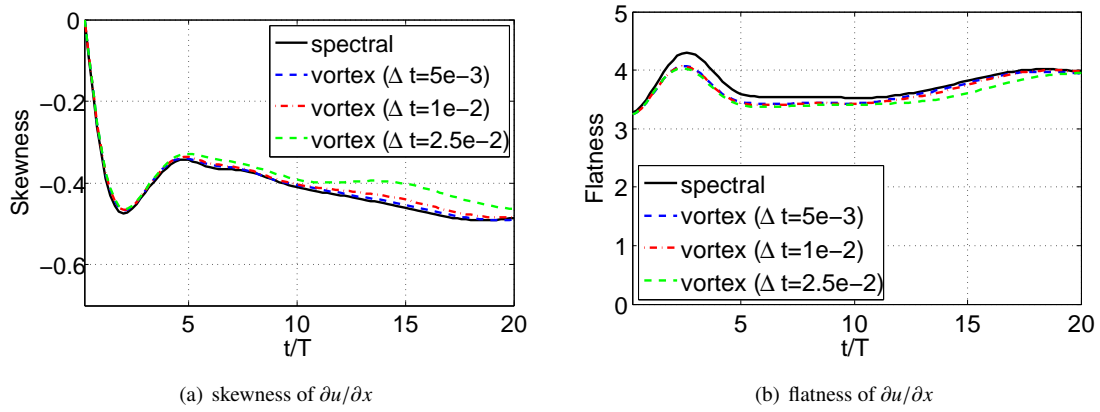 0
−0.2
−0.4
−0.6
Skewness
spectral
vortex (Δ t=5e−3)
vortex (Δ t=1e−2)
vortex (Δ t=2.5e−2)
5
10
15
20
t/T
(a) skewness of ∂u/∂x
5
4
3
2
1
0
Flatness
spectral
vortex (Δ t=5e−3)
vortex (Δ t=1e−2)
vortex (Δ t=2.5e−2)
5
10
15
20
t/T
(b) flatness of ∂u/∂x